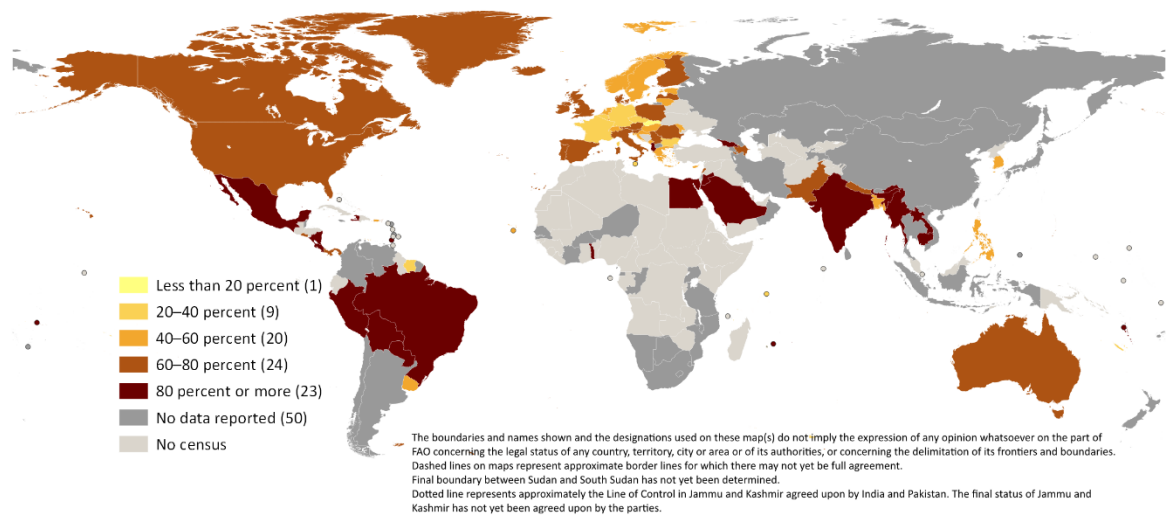 Less than 20 percent (1)
20–40 percent (9)
40–60 percent (20)
60–80 percent (24)
80 percent or more (23)
No data reported (50)
No census
The boundaries and names shown and the designations used on these map(s) do not imply the expression of any opinion whatsoever on the part of
FAO concerning the legal status of any country, territory, city or area or of its authorities, or concerning the delimitation of its frontiers and boundaries.
Dashed lines on maps represent approximate border lines for which there may not yet be full agreement.
Final boundary between Sudan and South Sudan has not yet been determined.
Dotted line represents approximately the Line of Control in Jammu and Kashmir agreed upon by India and Pakistan. The final status of Jammu and
Kashmir has not yet been agreed upon by the parties.